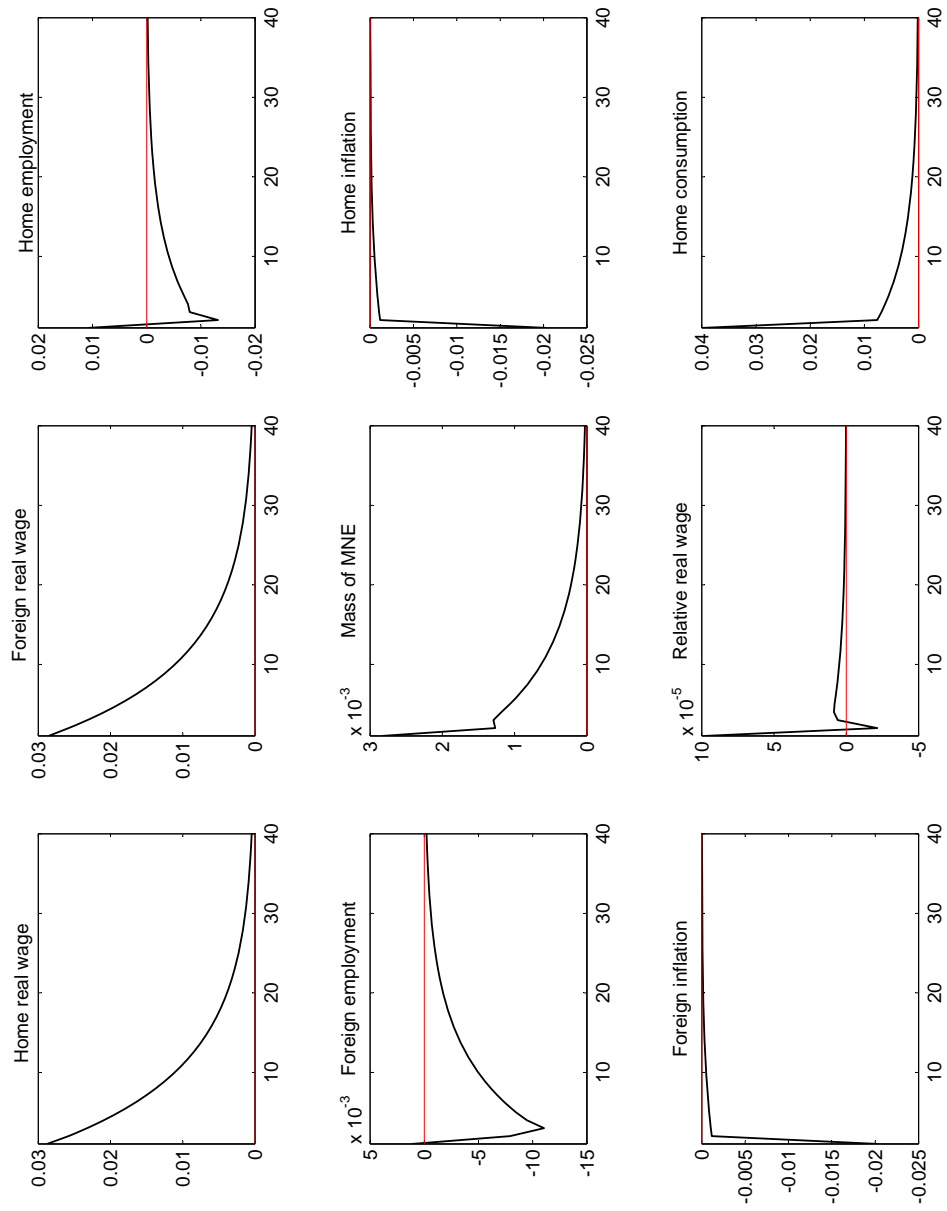 Home real wage
0.03
0.02
0.01
0
10 20 30 40
Foreign real wage
0.03
0.02
0.01
0
10 20 30 40
Home employment
0.02
0.01
0
-0.01
-0.02
10 20 30 40
x 10^-3 Foreign employment
5
0
-5
-10
-15
10 20 30 40
x 10^-3 Mass of MNE
3
2
1
0
10 20 30 40
Home inflation
0
-0.005
-0.01
-0.015
-0.02
-0.025
10 20 30 40
Foreign inflation
0
-0.005
-0.01
-0.015
-0.02
-0.025
10 20 30 40
x 10^-5 Relative real wage
10
5
0
-5
10 20 30 40
Home consumption
0.04
0.03
0.02
0.01
0
10 20 30 40